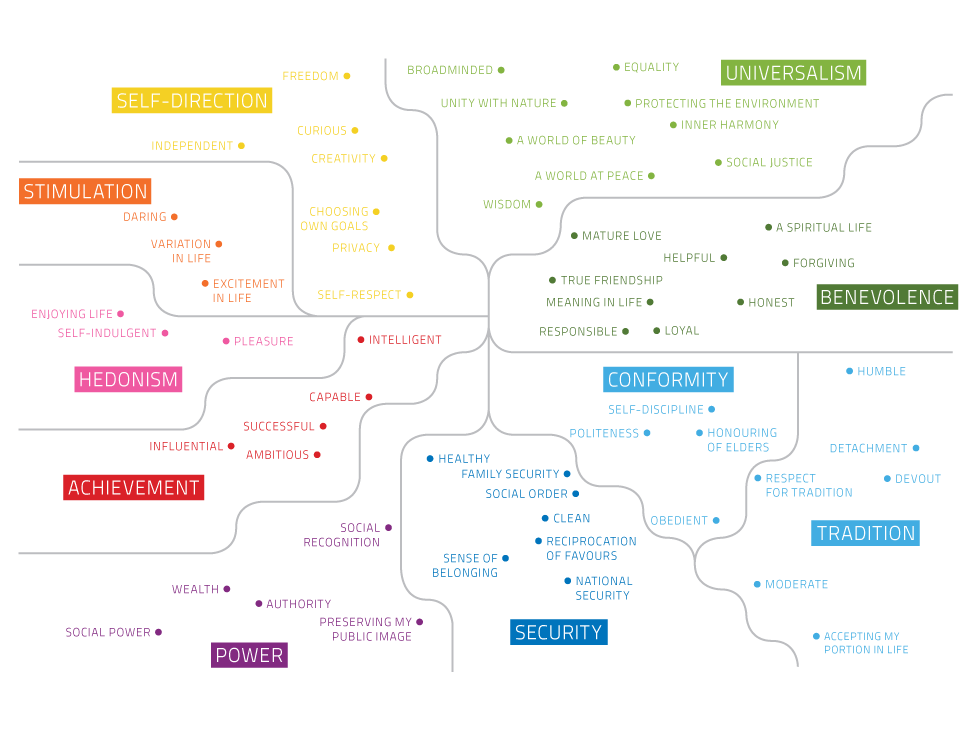 SELF-DIRECTION
FREEDOM
CURIOUS
INDEPENDENT
CREATIVITY
CHOOSING
OWN GOALS
PRIVACY
SELF-RESPECT
UNIVERSALISM
BROADMINDED
EQUALITY
UNITY WITH NATURE
PROTECTING THE ENVIRONMENT
INNER HARMONY
A WORLD OF BEAUTY
SOCIAL JUSTICE
A WORLD AT PEACE
WISDOM
STIMULATION
DARING
VARIATION
IN LIFE
EXCITEMENT
IN LIFE
MATURE LOVE
A SPIRITUAL LIFE
HELPFUL
FORGIVING
TRUE FRIENDSHIP
MEANING IN LIFE
HONEST
BENEVOLENCE
RESPONSIBLE
LOYAL
ENJOYING LIFE
SELF-INDULGENT
PLEASURE
HEDONISM
INTELLIGENT
CAPABLE
SUCCESSFUL
INFLUENTIAL
AMBITIOUS
ACHIEVEMENT
CONFORMITY
SELF-DISCIPLINE
POLITENESS
HONOURING
OF ELDERS
OBEDIENT
HUMBLE
DETACHMENT
RESPECT
FOR TRADITION
DEVOUT
TRADITION
MODERATE
ACCEPTING MY
PORTION IN LIFE
HEALTHY
FAMILY SECURITY
SOCIAL ORDER
CLEAN
RECIPROCATION
OF FAVOURS
SENSE OF
BELONGING
NATIONAL
SECURITY
SECURITY
SOCIAL
RECOGNITION
WEALTH
AUTHORITY
PRESERVING MY
PUBLIC IMAGE
SOCIAL POWER
POWER